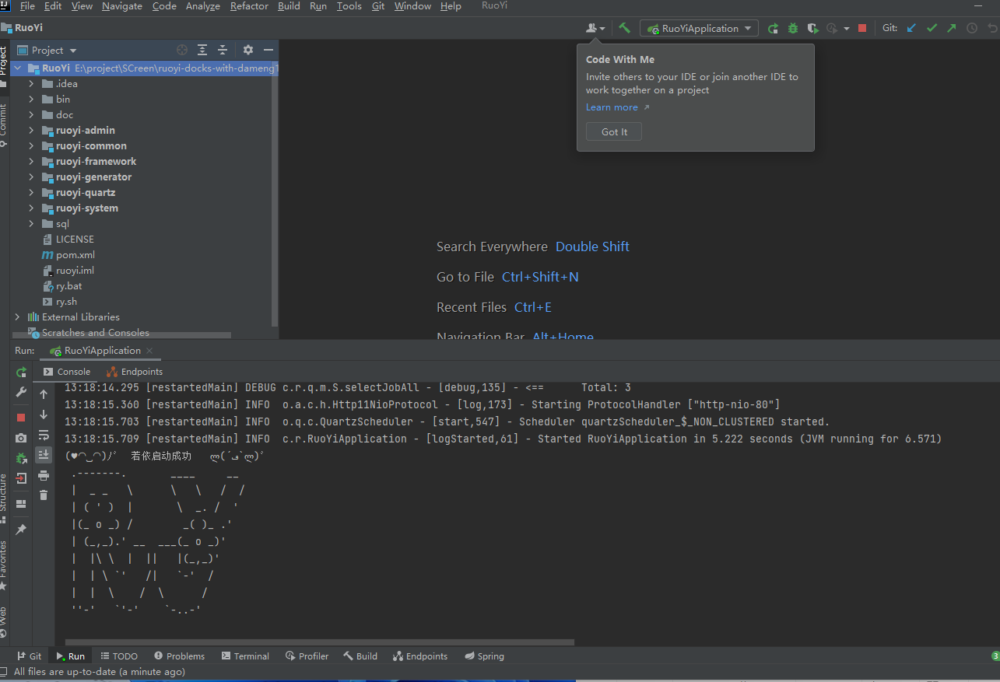 File Edit View Navigate Code Analyze Refactor Build Run Tools Git Window Help RuoYi
RuoYi
RuoYiApplication
Git:
Project
Code With Me
Invite others to your IDE or join another IDE to
work together on a project
Learn more
Got It
RuoYi E:\project\SCreen\ruoyi-docks-with-dameng1
.idea
bin
doc
ruoyi-admin
ruoyi-common
ruoyi-framework
ruoyi-generator
ruoyi-quartz
ruoyi-system
sql
LICENSE
pom.xml
ruoyi.iml
ry.bat
ry.sh
External Libraries
Scratches and Consoles
Project
Commit
Structure
Favorites
Web
Search Everywhere Double Shift
Go to File Ctrl+Shift+N
Recent Files Ctrl+E
Navigation Bar Alt+Home
Run: RuoYiApplication
Console Endpoints
13:18:14.295 [restartedMain] DEBUG c.r.q.m.S.selectJobAll - [debug,135] - <==      Total: 3
13:18:15.360 [restartedMain] INFO  o.a.c.h.Http11NioProtocol - [log,173] - Starting ProtocolHandler ["http-nio-80"]
13:18:15.703 [restartedMain] INFO  o.q.c.QuartzScheduler - [start,547] - Scheduler quartzScheduler_$_NON_CLUSTERED started.
13:18:15.709 [restartedMain] INFO  c.r.RuoYiApplication - [logStarted,61] - Started RuoYiApplication in 5.222 seconds (JVM running for 6.571)
(♥◠‿◠)ﾉﾞ  若依启动成功   ლ(´ڡ`ლ)ﾞ
 .-------.       ____     __
 |  _ _   \      \   \   /  /
 | ( ' )  |       \  _. /  '
 |(_ o _) /        _( )_ .'
 | (_,_).' __  ___(_ o _)'
 |  |\ \  |  ||   |(_,_)'
 |  | \ `'   /|   `-'  /
 |  |  \    /  \      /
 ''-'   `'-'    `-..-'
Git Run TODO Problems Terminal Profiler Build Endpoints Spring
3
All files are up-to-date (a minute ago)